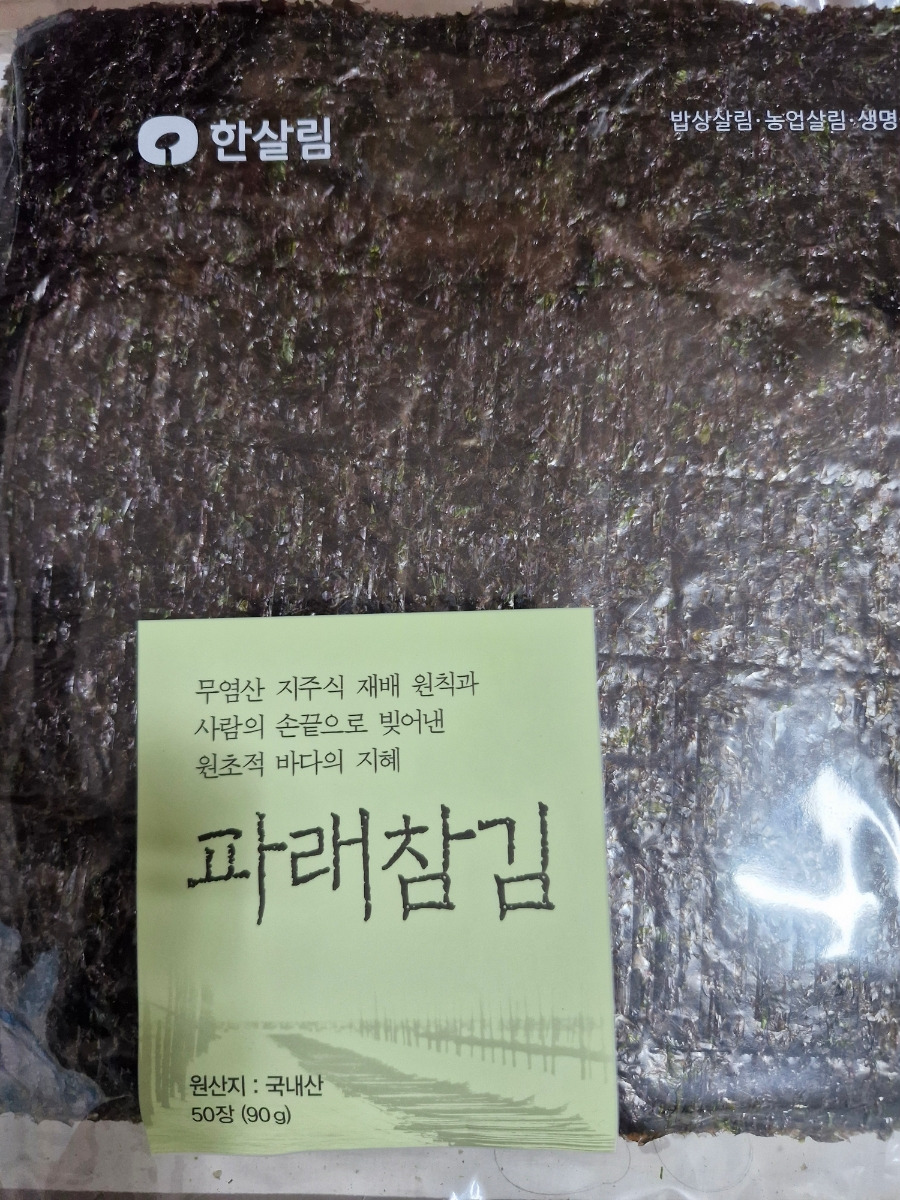 한살림
밥상살림·농업살림·생명
무염산 지주식 재배 원칙과
사람의 손끝으로 빚어낸
원초적 바다의 지혜
파래참김
원산지 : 국내산
50장 (90g)